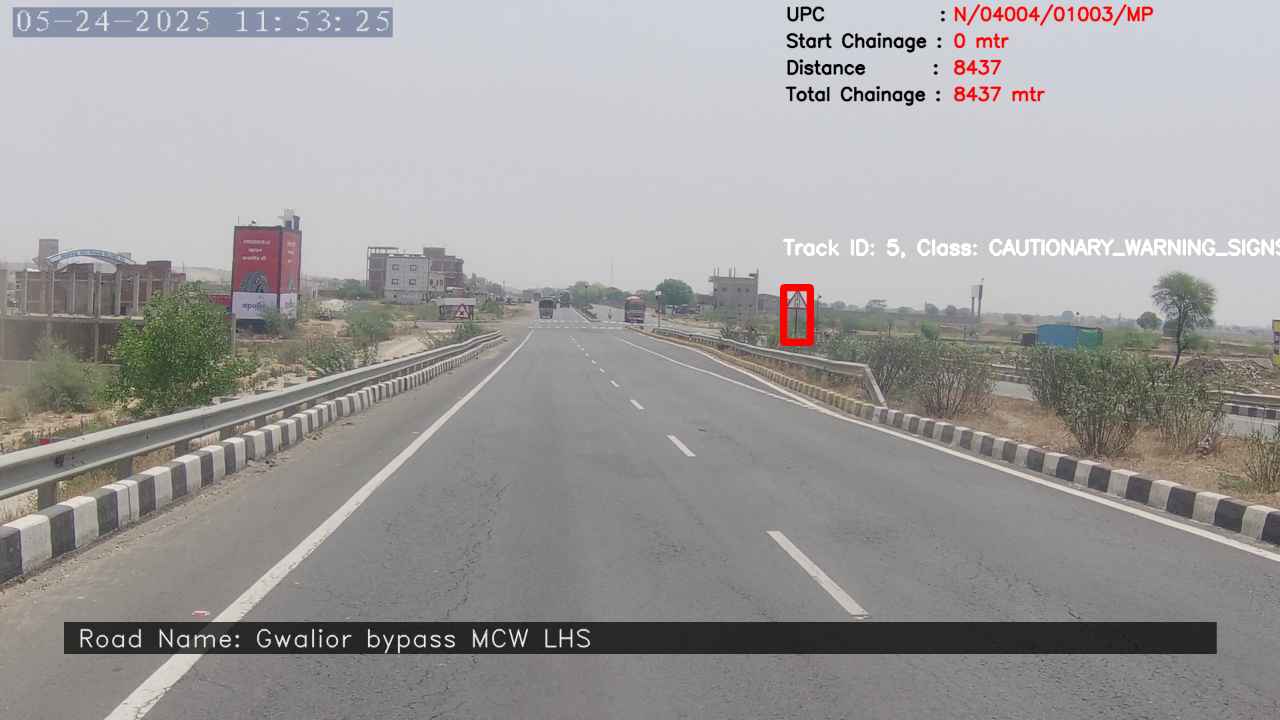 05-24-2025 11:53:25
UPC : N/04004/01003/MP
Start Chainage : 0 mtr
Distance : 8437
Total Chainage : 8437 mtr
Track ID: 5, Class: CAUTIONARY_WARNING_SIGNS
apollo
Road Name: Gwalior bypass MCW LHS